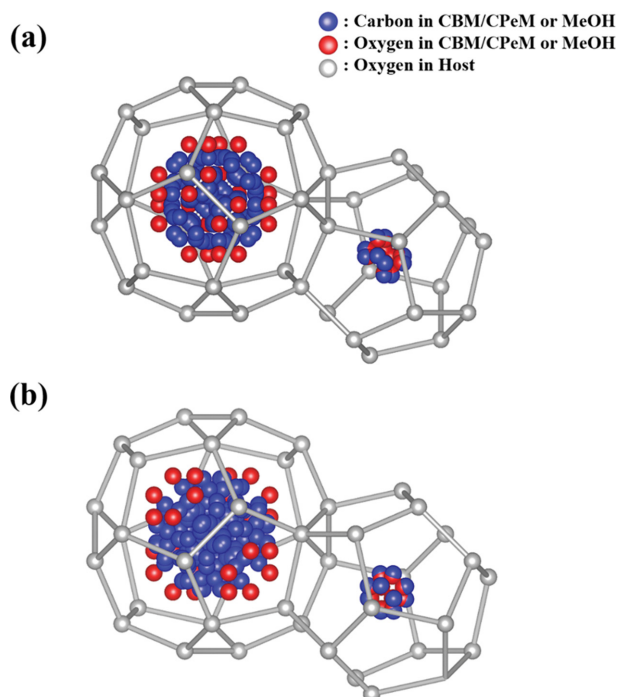 (a)
: Carbon in CBM/CPeM or MeOH
: Oxygen in CBM/CPeM or MeOH
: Oxygen in Host
(b)